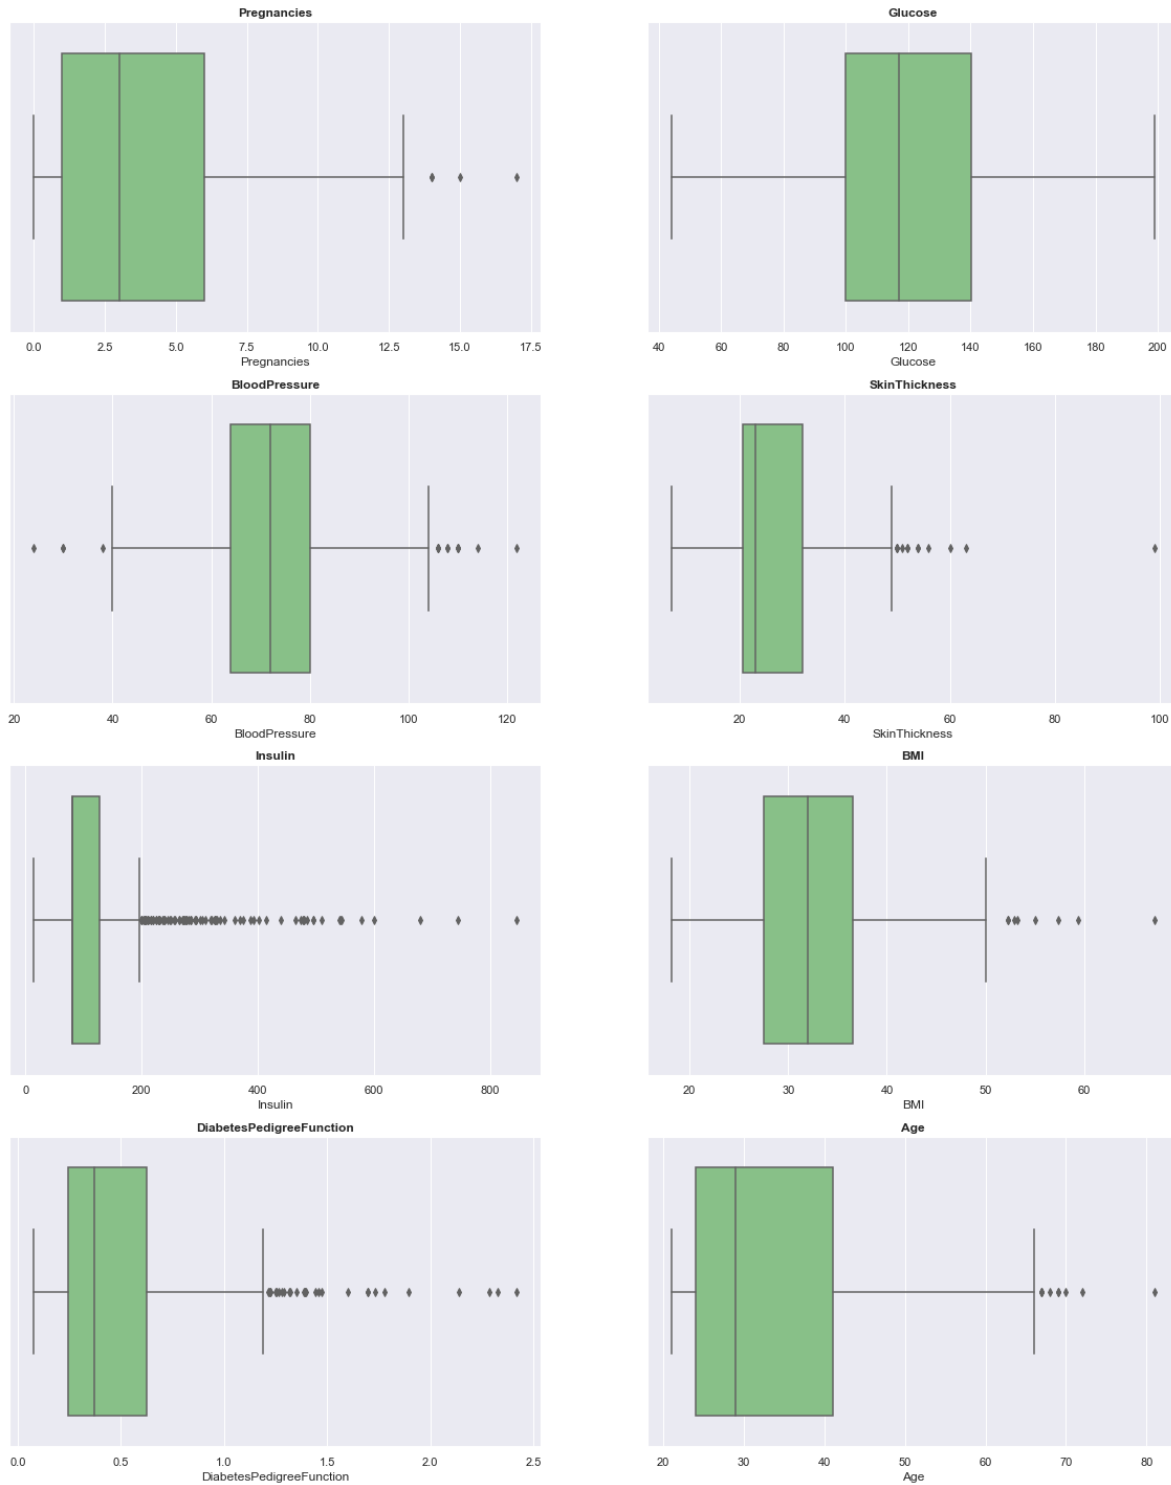 Pregnancies
0.0 2.5 5.0 7.5 10.0 12.5 15.0 17.5
Pregnancies
Glucose
40 60 80 100 120 140 160 180 200
Glucose
BloodPressure
20 40 60 80 100 120
BloodPressure
SkinThickness
20 40 60 80 100
SkinThickness
Insulin
0 200 400 600 800
Insulin
BMI
20 30 40 50 60
BMI
DiabetesPedigreeFunction
0.0 0.5 1.0 1.5 2.0 2.5
DiabetesPedigreeFunction
Age
20 30 40 50 60 70 80
Age